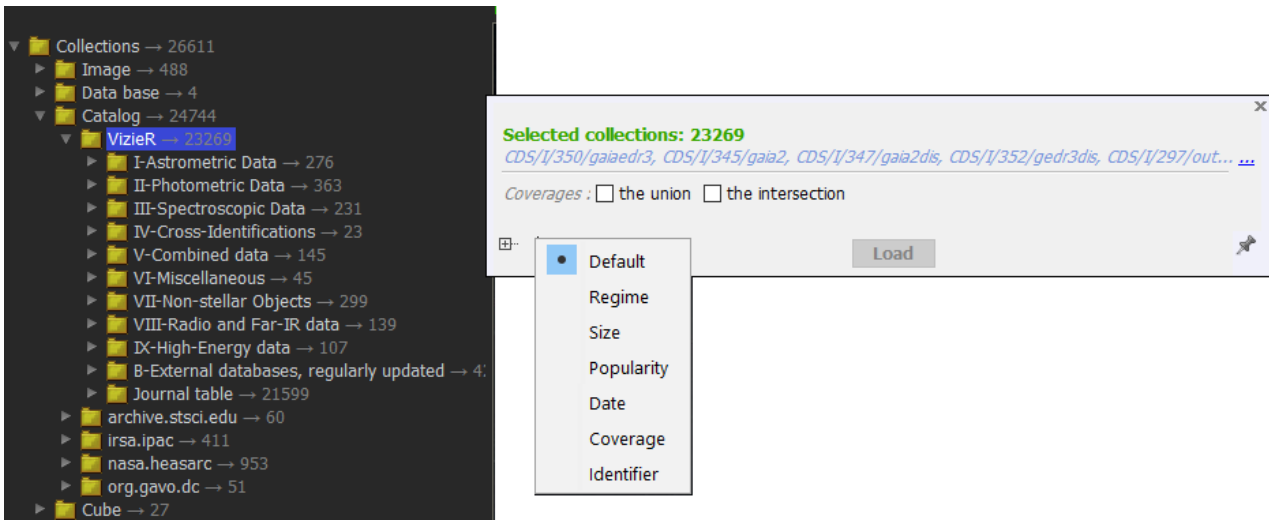 Collections → 26611
Image → 488
Data base → 4
Catalog → 24744
VizieR → 23269
I-Astrometric Data → 276
II-Photometric Data → 363
III-Spectroscopic Data → 231
IV-Cross-Identifications → 23
V-Combined data → 145
VI-Miscellaneous → 45
VII-Non-stellar Objects → 299
VIII-Radio and Far-IR data → 139
IX-High-Energy data → 107
B-External databases, regularly updated →
Journal table → 21599
archive.stsci.edu → 60
irsa.ipac → 411
nasa.heasarc → 953
org.gavo.dc → 51
Cube → 27
Selected collections: 23269
CDS/I/350/gaiaedr3, CDS/I/345/gaia2, CDS/I/347/gaia2dis, CDS/I/352/gedr3dis, CDS/I/297/out... ...
Coverages : the union the intersection
Load
Default
Regime
Size
Popularity
Date
Coverage
Identifier